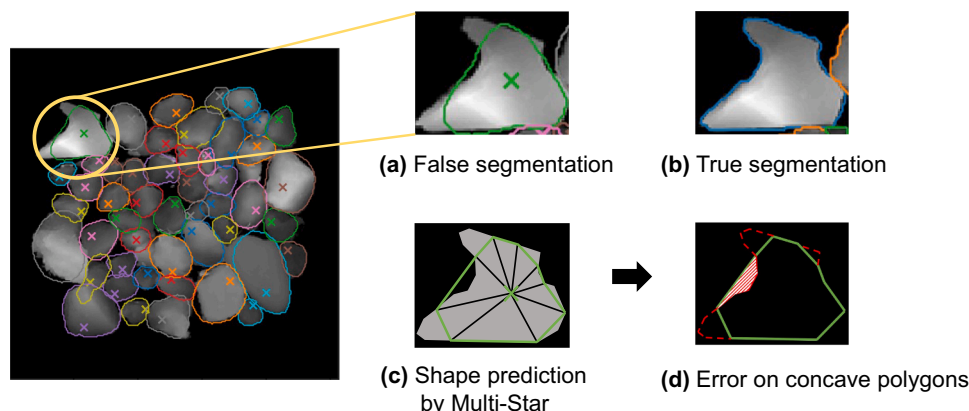 (a) False segmentation
(b) True segmentation
(c) Shape prediction
by Multi-Star
(d) Error on concave polygons